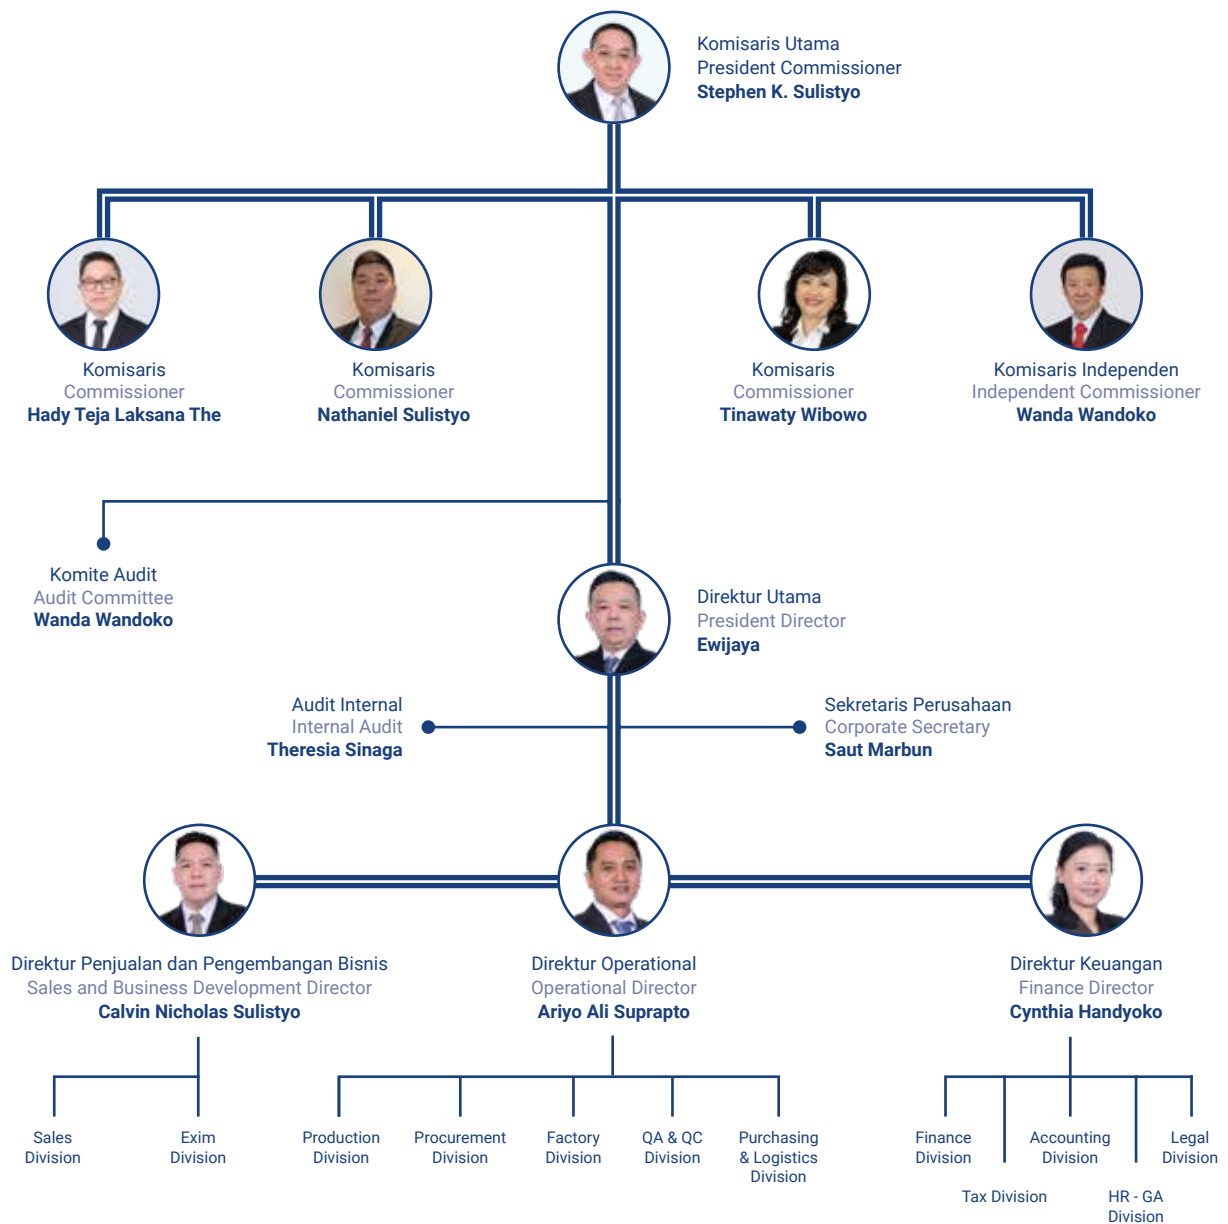 Komisaris Utama
President Commissioner
Stephen K. Sulistyo
Komisaris
Commissioner
Hady Teja Laksana The
Komisaris
Commissioner
Nathaniel Sulistyo
Komisaris
Commissioner
Tinawaty Wibowo
Komisaris Independen
Independent Commissioner
Wanda Wandoko
Komite Audit
Audit Committee
Wanda Wandoko
Direktur Utama
President Director
Ewijaya
Audit Internal
Internal Audit
Theresia Sinaga
Sekretaris Perusahaan
Corporate Secretary
Saut Marbun
Direktur Penjualan dan Pengembangan Bisnis
Sales and Business Development Director
Calvin Nicholas Sulistyo
Direktur Operational
Operational Director
Ariyo Ali Suprapto
Direktur Keuangan
Finance Director
Cynthia Handyoko
Sales
Division
Exim
Division
Production
Division
Procurement
Division
Factory
Division
QA & QC
Division
Purchasing
& Logistics
Division
Finance
Division
Tax Division
Accounting
Division
HR - GA
Division
Legal
Division